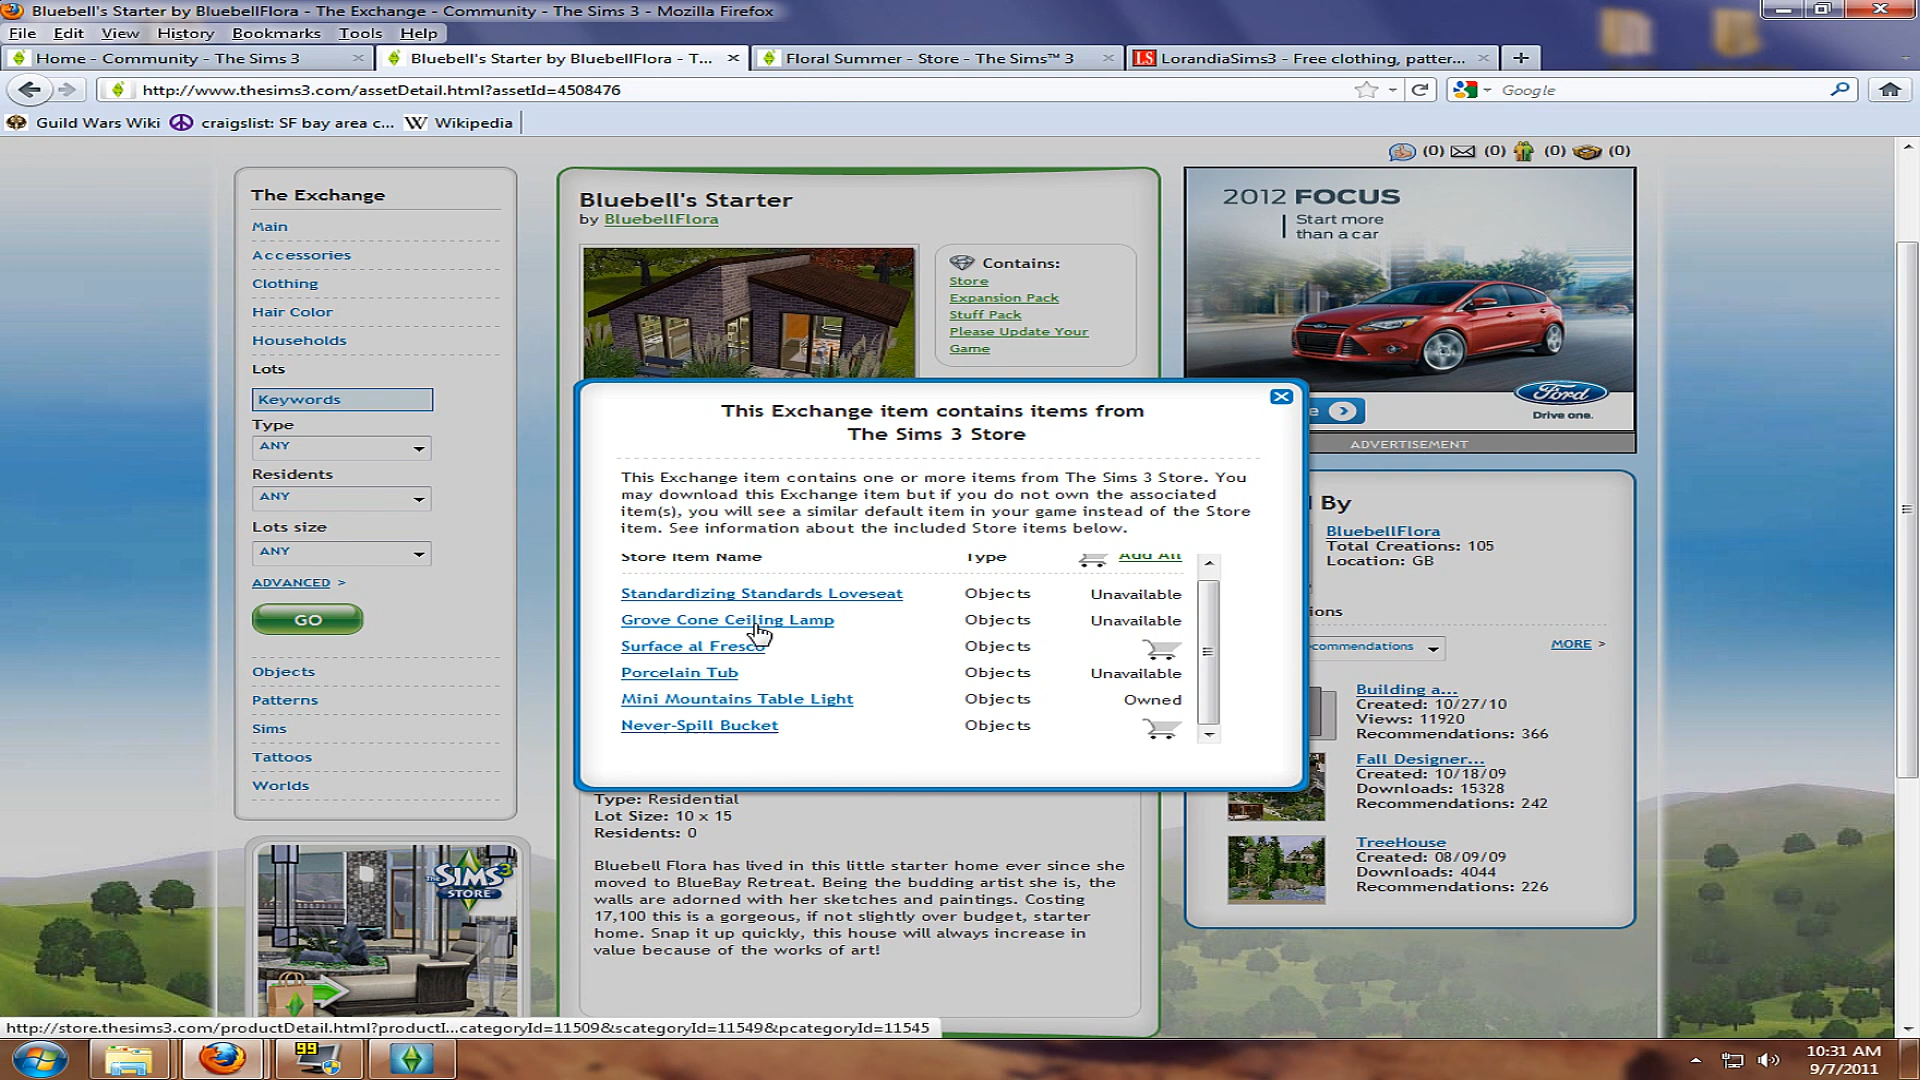 Bluebell's Starter by BluebellFlora - The Exchange - Community - The Sims 3 - Mozilla Firefox
File Edit View History Bookmarks Tools Help
Home - Community - The Sims 3
Bluebell's Starter by BluebellFlora - T...
Floral Summer - Store - The Sims™ 3
LS LorandiaSims3 - Free clothing, patter...
http://www.thesims3.com/assetDetail.html?assetId=4508476
Google
Guild Wars Wiki
craigslist: SF bay area c...
W Wikipedia
(0) (0) (0) (0)
The Exchange
Main
Accessories
Clothing
Hair Color
Households
Lots
Keywords
Type
ANY
Residents
ANY
Lots size
ANY
ADVANCED >
GO
Objects
Patterns
Sims
Tattoos
Worlds
THE SIMS 3
STORE
Bluebell's Starter
by BluebellFlora
Contains:
Store
Expansion Pack
Stuff Pack
Please Update Your
Game
This Exchange item contains items from
The Sims 3 Store
This Exchange item contains one or more items from The Sims 3 Store. You
may download this Exchange item but if you do not own the associated
item(s), you will see a similar default item in your game instead of the Store
item. See information about the included Store items below.
Store Item Name Type Add All
Standardizing Standards Loveseat Objects Unavailable
Grove Cone Ceiling Lamp Objects Unavailable
Surface al Fresco Objects
Porcelain Tub Objects Unavailable
Mini Mountains Table Light Objects Owned
Never-Spill Bucket Objects
Type: Residential
Lot Size: 10 x 15
Residents: 0
Bluebell Flora has lived in this little starter home ever since she
moved to BlueBay Retreat. Being the budding artist she is, the
walls are adorned with her sketches and paintings. Costing
17,100 this is a gorgeous, if not slightly over budget, starter
home. Snap it up quickly, this house will always increase in
value because of the works of art!
2012 FOCUS
Start more
than a car
Ford
Drive one.
e
ADVERTISEMENT
By
BluebellFlora
Total Creations: 105
Location: GB
ions
commendations
MORE >
Building a...
Created: 10/27/10
Views: 11920
Recommendations: 366
Fall Designer...
Created: 10/18/09
Downloads: 15328
Recommendations: 242
TreeHouse
Created: 08/09/09
Downloads: 4044
Recommendations: 226
http://store.thesims3.com/productDetail.html?productI...categoryId=11509&scategoryId=11549&pcategoryId=11545
99
10:31 AM
9/7/2011